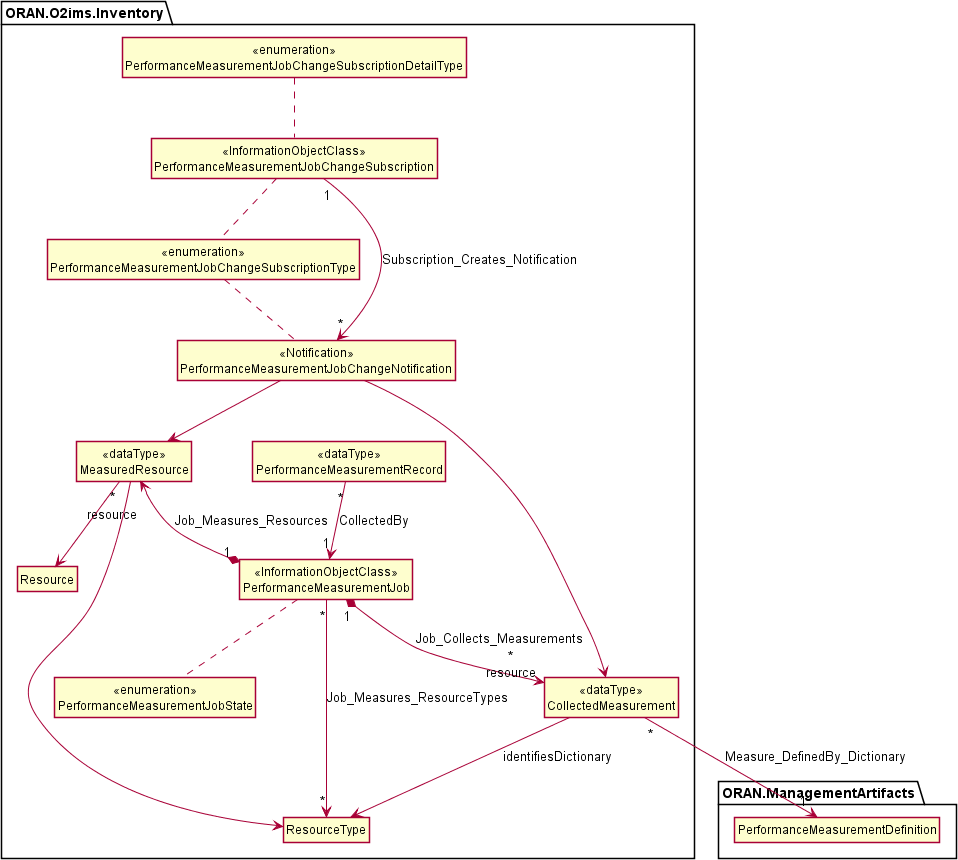 ORAN.O2ims.Inventory
«enumeration»
PerformanceMeasurementJobChangeSubscriptionDetailType
«InformationObjectClass»
PerformanceMeasurementJobChangeSubscription
1
«enumeration»
PerformanceMeasurementJobChangeSubscriptionType
Subscription_Creates_Notification
*
«Notification»
PerformanceMeasurementJobChangeNotification
«dataType»
MeasuredResource
«dataType»
PerformanceMeasurementRecord
*
resource
*
Job_Measures_Resources
CollectedBy
1
1
Resource
«InformationObjectClass»
PerformanceMeasurementJob
*
1
Job_Collects_Measurements
*
resource
«enumeration»
PerformanceMeasurementJobState
Job_Measures_ResourceTypes
«dataType»
CollectedMeasurement
*
identifiesDictionary
Measure_DefinedBy_Dictionary
ORAN.ManagementArtifacts
*
1
ResourceType
PerformanceMeasurementDefinition